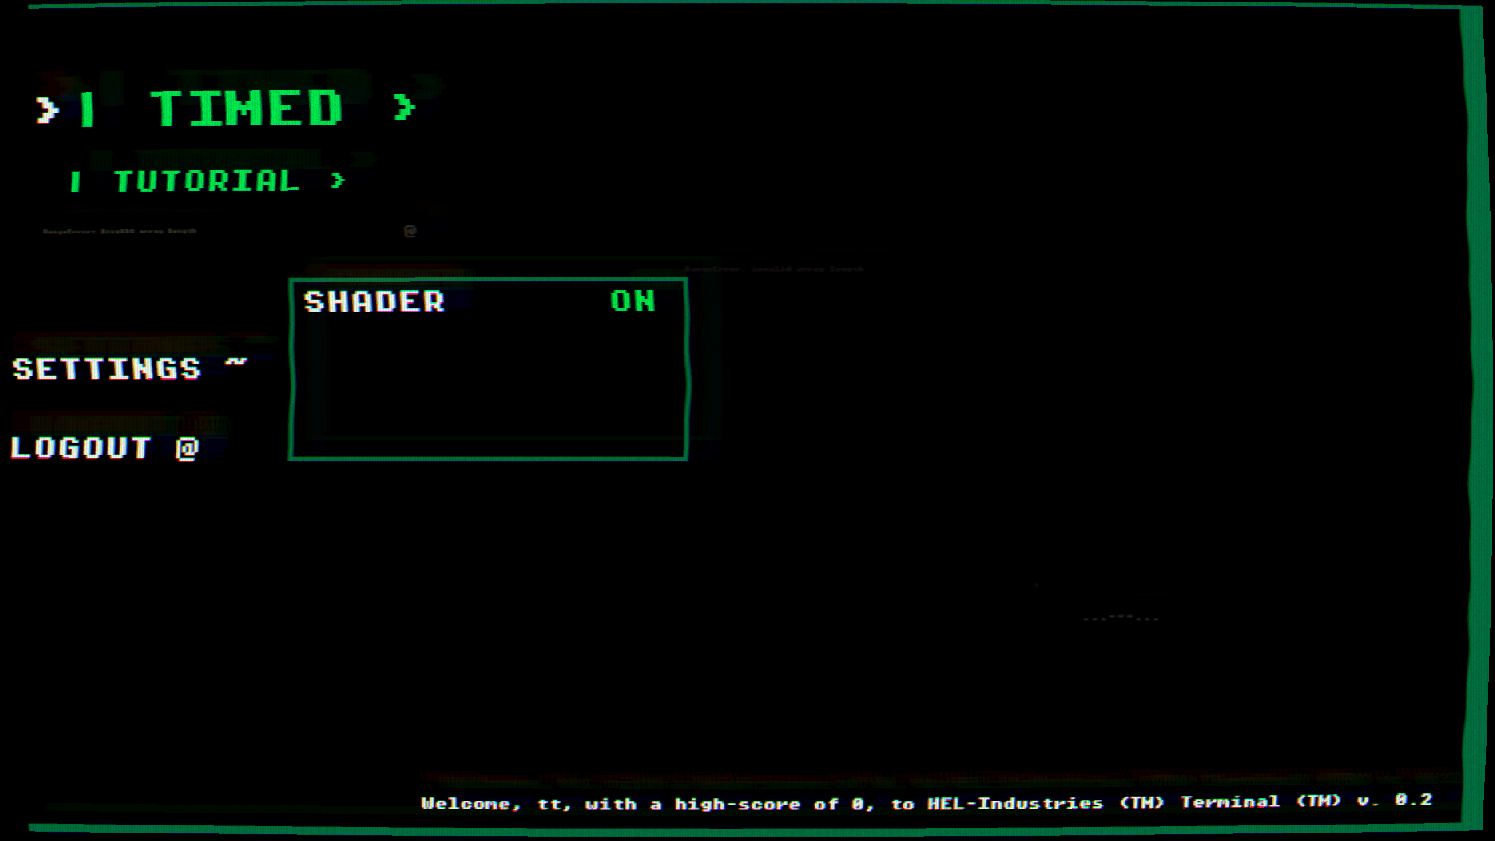 >| TIMED >
| TUTORIAL >
@
SHADER ON
SETTINGS ~
LOGOUT @
Welcome, tt, with a high-score of 0, to HEL-Industries (TM) Terminal (TM) v. 0.2